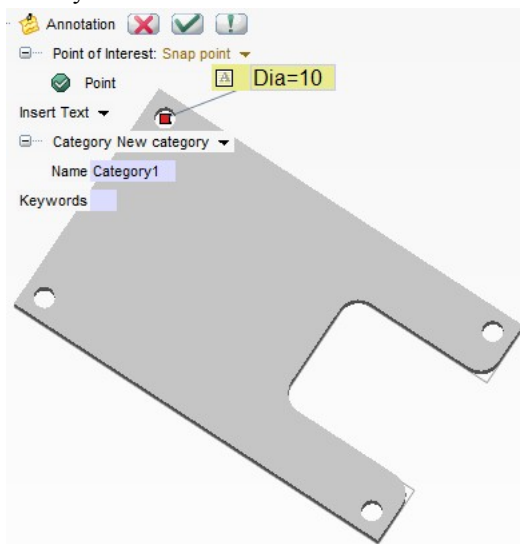 Annotation
Point of Interest: Snap point
Point
A Dia=10
Insert Text
Category New category
Name Category1
Keywords